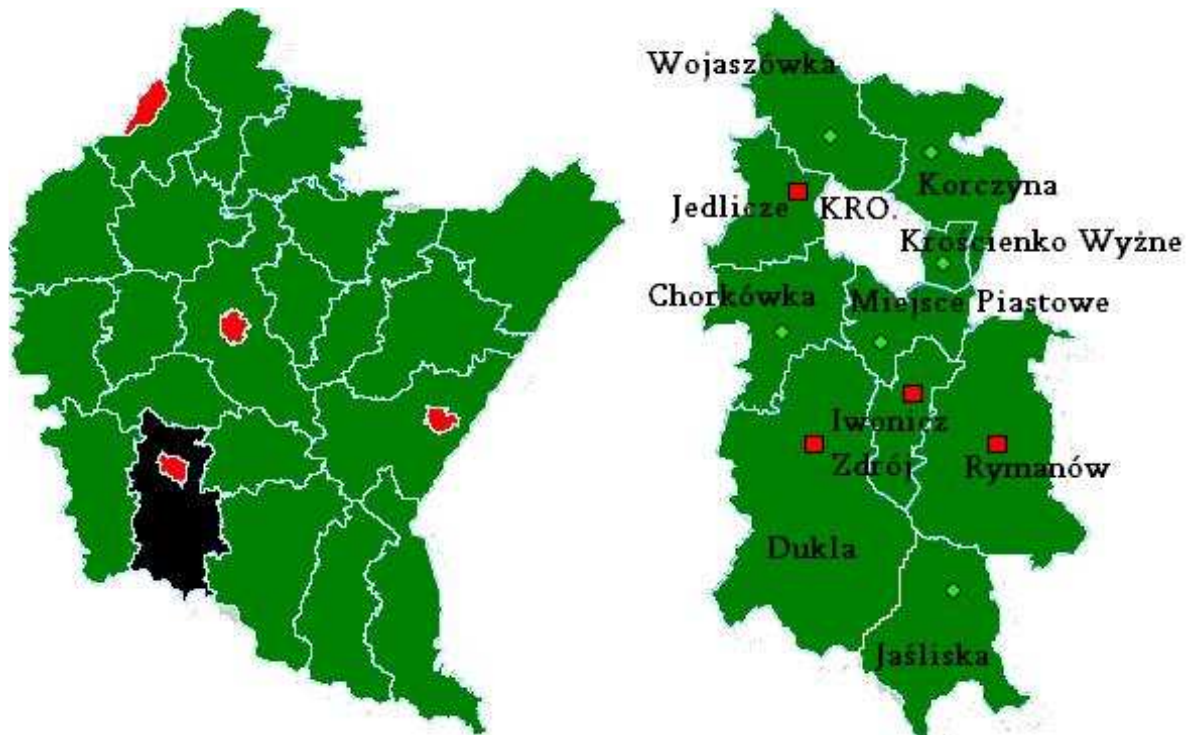 Wojaszówka
Korczyna
Jedlicze
KRO.
Krościenko Wyżne
Chorkówka
Miejsce Piastowe
Iwonicz
Zdrój
Rymanów
Dukla
Jaśliska